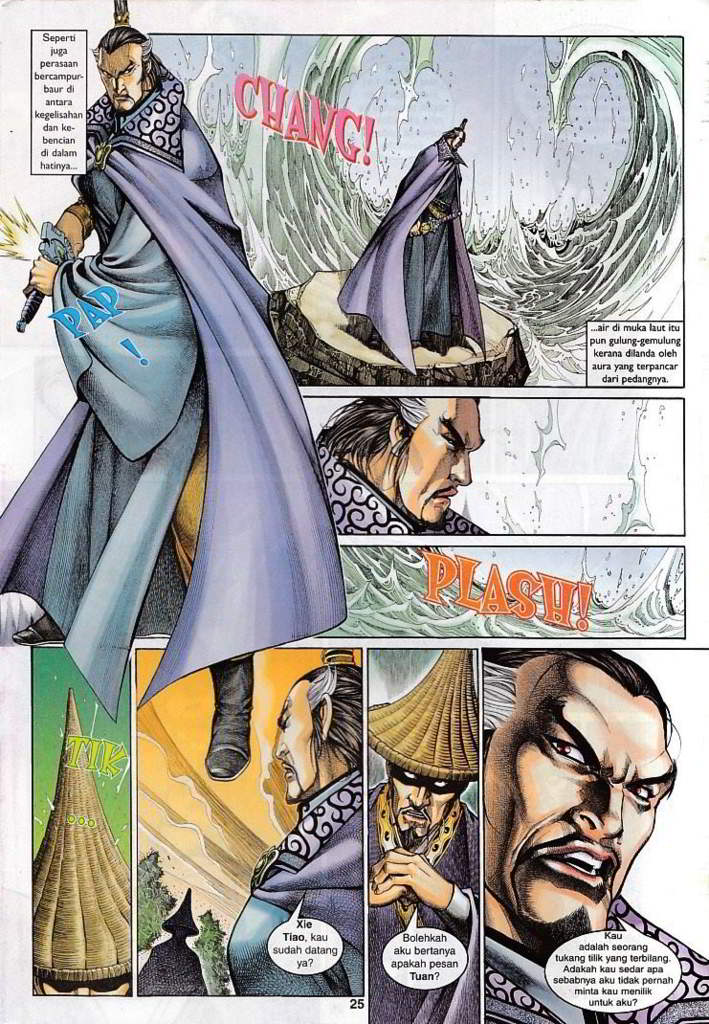 Seperti
juga
perasaan
bercampur-
baur di
antara
kegelisahan
dan ke-
bencian
di dalam
hatinya...
CHANG!
PAP
!
...air di muka laut itu
pun gulung-gemulung
kerana dilanda oleh
aura yang terpancar
dari pedangnya.
PLASH!
TIK
...
Xie
Tiao, kau
sudah datang
ya?
Bolehkah
aku bertanya
apakah pesan
Tuan?
Kau
adalah seorang
tukang tilik yang terbilang.
Adakah kau sedar apa
sebabnya aku tidak pernah
minta kau menilik
untuk aku?
25